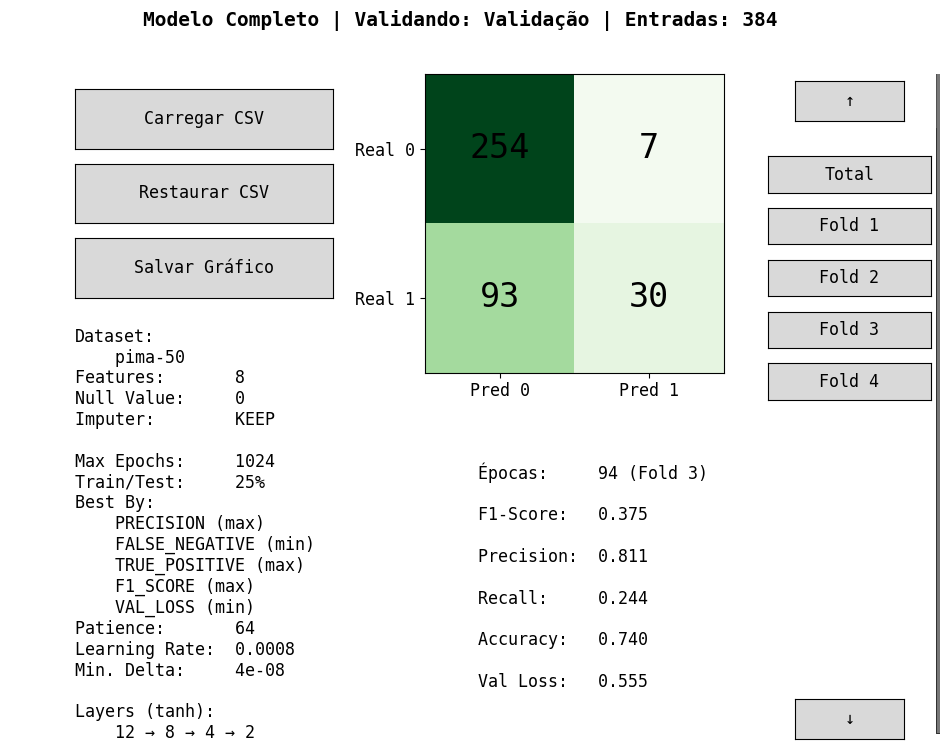 Modelo Completo | Validando: Validação | Entradas: 384
Carregar CSV
Restaurar CSV
Salvar Gráfico
Dataset:
pima-50
Features: 8
Null Value: 0
Imputer: KEEP
Max Epochs: 1024
Train/Test: 25%
Best By:
PRECISION (max)
FALSE_NEGATIVE (min)
TRUE_POSITIVE (max)
F1_SCORE (max)
VAL_LOSS (min)
Patience: 64
Learning Rate: 0.0008
Min. Delta: 4e-08
Layers (tanh):
12 → 8 → 4 → 2
Real 0 254 7
Real 1 93 30
Pred 0 Pred 1
Épocas: 94 (Fold 3)
F1-Score: 0.375
Precision: 0.811
Recall: 0.244
Accuracy: 0.740
Val Loss: 0.555
↑
Total
Fold 1
Fold 2
Fold 3
Fold 4
↓